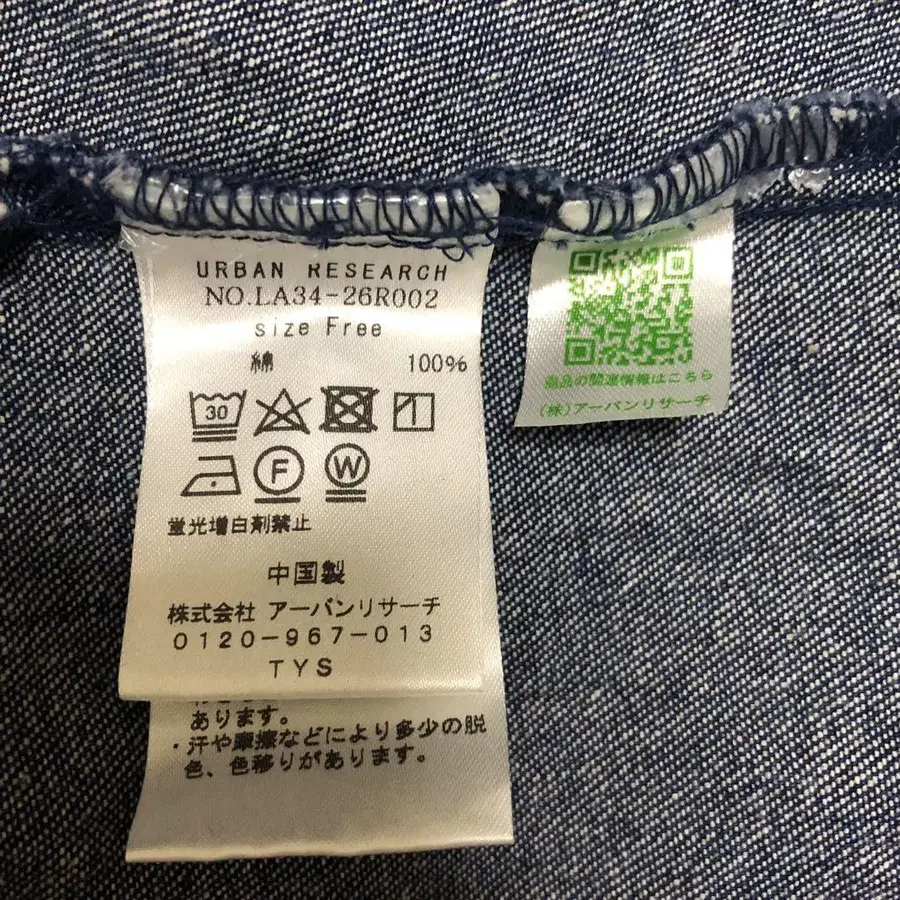 URBAN RESEARCH
NO.LA34-26R002
size Free
綿 100%
30
F W
蛍光増白剤禁止
中国製
株式会社 アーバンリサーチ
0120-967-013
TYS
あります。
・汗や摩擦などにより多少の脱
色、色移りがあります。
商品の関連情報はこちら
(株)アーバンリサーチ